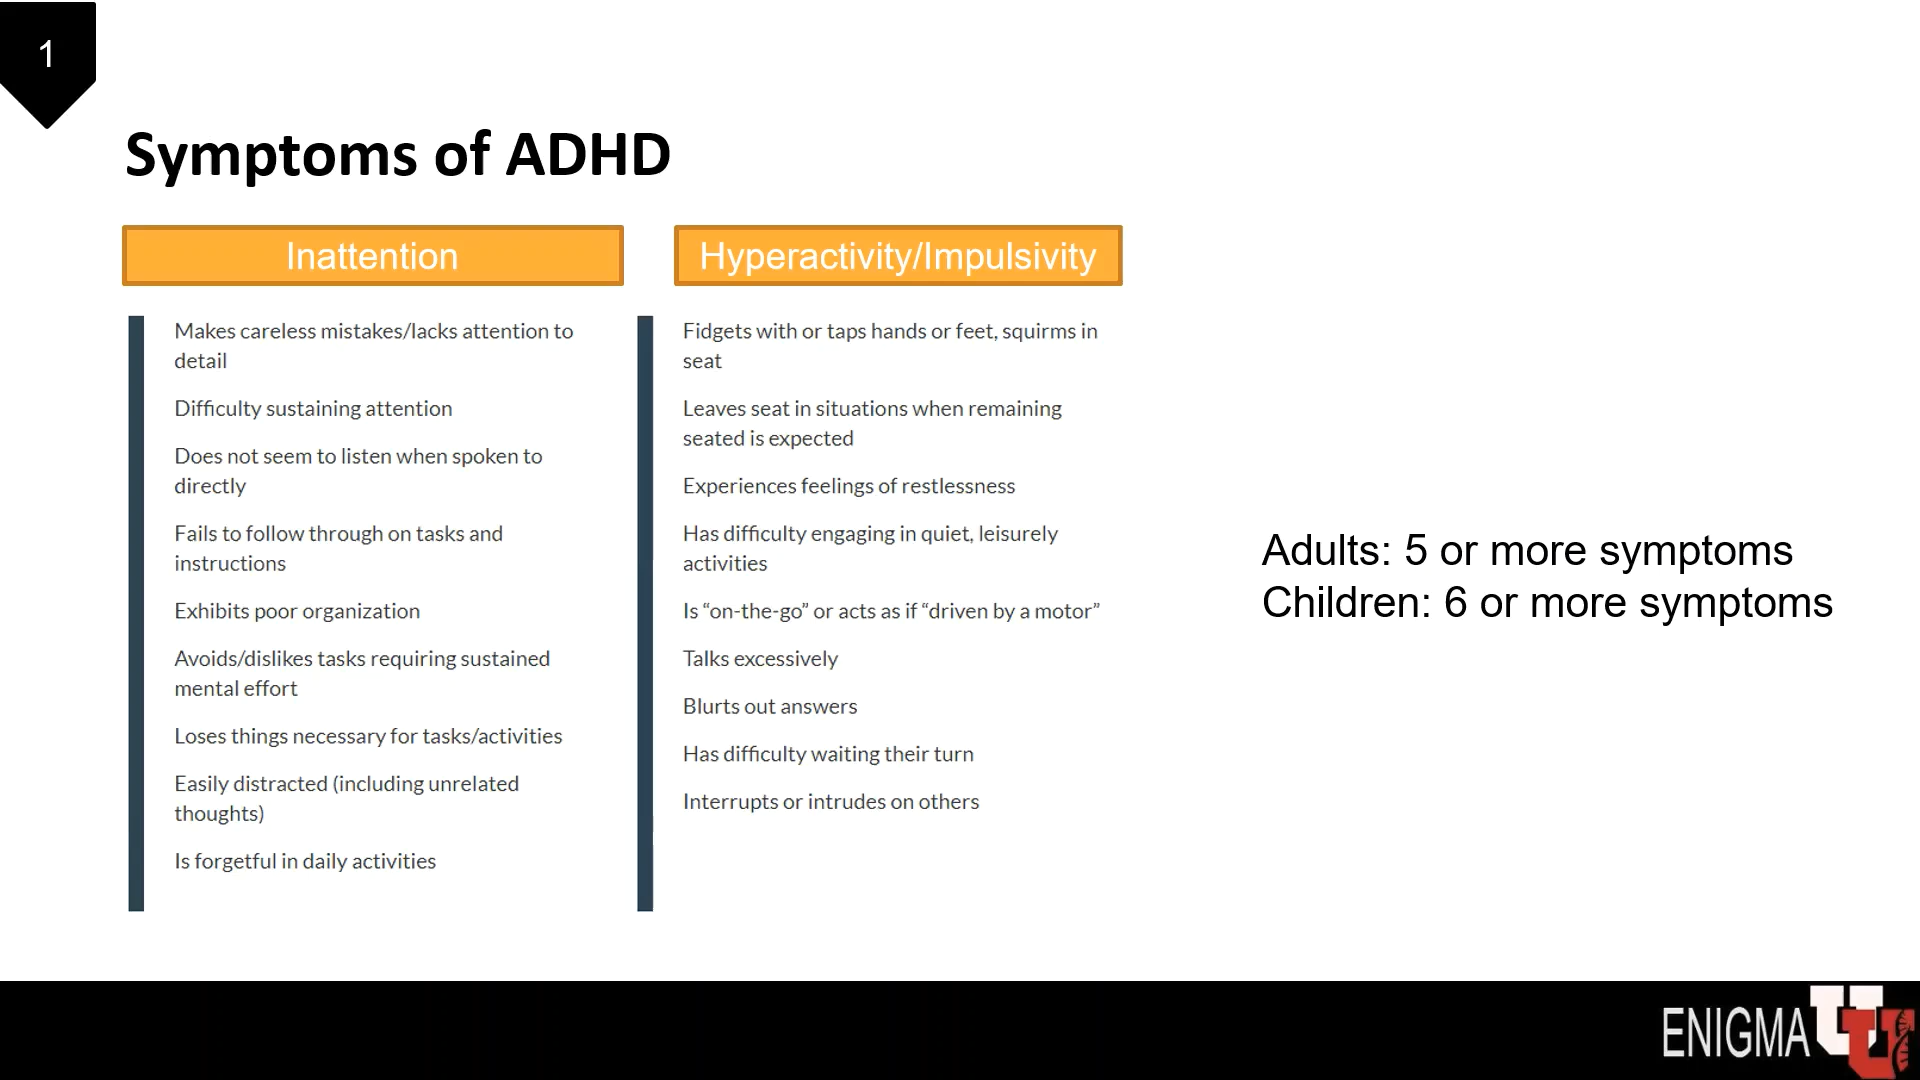 1
Symptoms of ADHD
Inattention
Makes careless mistakes/lacks attention to
detail
Difficulty sustaining attention
Does not seem to listen when spoken to
directly
Fails to follow through on tasks and
instructions
Exhibits poor organization
Avoids/dislikes tasks requiring sustained
mental effort
Loses things necessary for tasks/activities
Easily distracted (including unrelated
thoughts)
Is forgetful in daily activities
Hyperactivity/Impulsivity
Fidgets with or taps hands or feet, squirms in
seat
Leaves seat in situations when remaining
seated is expected
Experiences feelings of restlessness
Has difficulty engaging in quiet, leisurely
activities
Is “on-the-go” or acts as if “driven by a motor”
Talks excessively
Blurts out answers
Has difficulty waiting their turn
Interrupts or intrudes on others
Adults: 5 or more symptoms
Children: 6 or more symptoms
ENIGMA U U